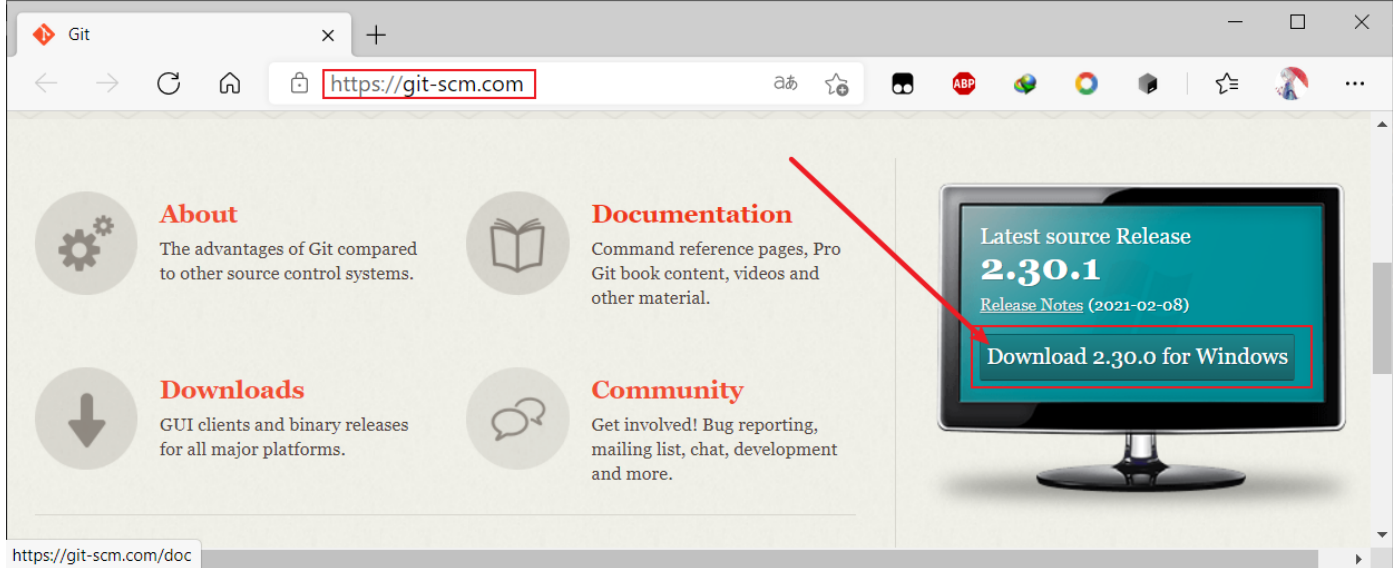 Git
https://git-scm.com
aあ
ABP
About
The advantages of Git compared
to other source control systems.
Documentation
Command reference pages, Pro
Git book content, videos and
other material.
Downloads
GUI clients and binary releases
for all major platforms.
Community
Get involved! Bug reporting,
mailing list, chat, development
and more.
Latest source Release
2.30.1
Release Notes (2021-02-08)
Download 2.30.0 for Windows
https://git-scm.com/doc